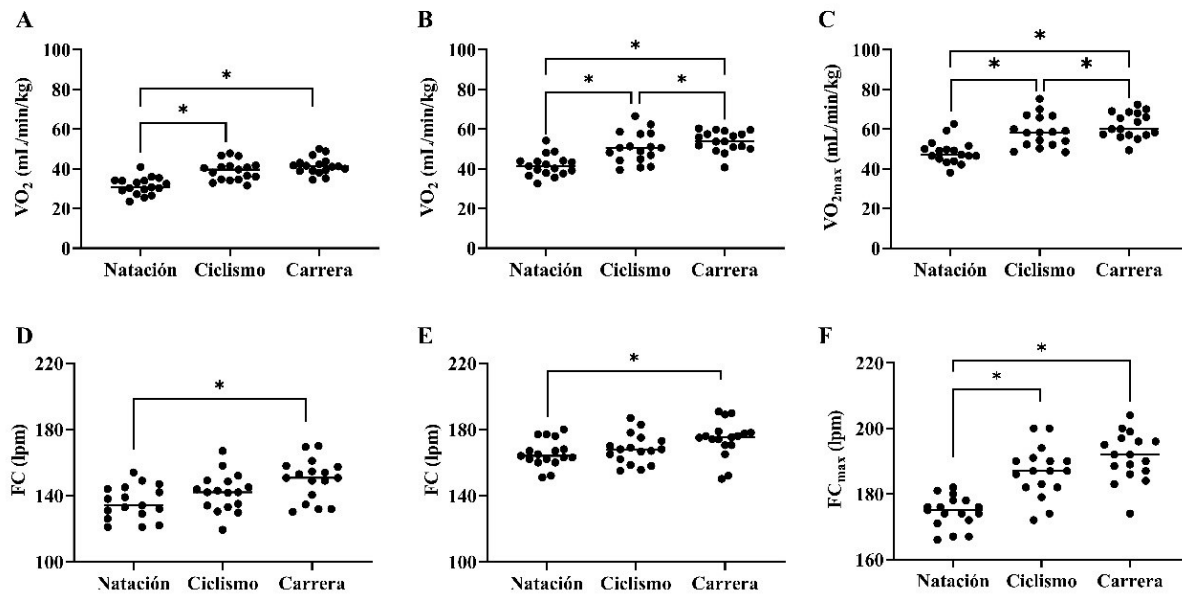 A
VO₂ (mL/min/kg)
100
80
60
40
20
0
*
*
Natación Ciclismo Carrera
B
VO₂ (mL/min/kg)
100
80
60
40
20
0
*
*
*
Natación Ciclismo Carrera
C
VO₂max (mL/min/kg)
100
80
60
40
20
0
*
*
*
Natación Ciclismo Carrera
D
FC (lpm)
220
180
140
100
*
Natación Ciclismo Carrera
E
FC (lpm)
220
180
140
100
*
Natación Ciclismo Carrera
F
FCmax (lpm)
220
200
180
160
*
*
Natación Ciclismo Carrera